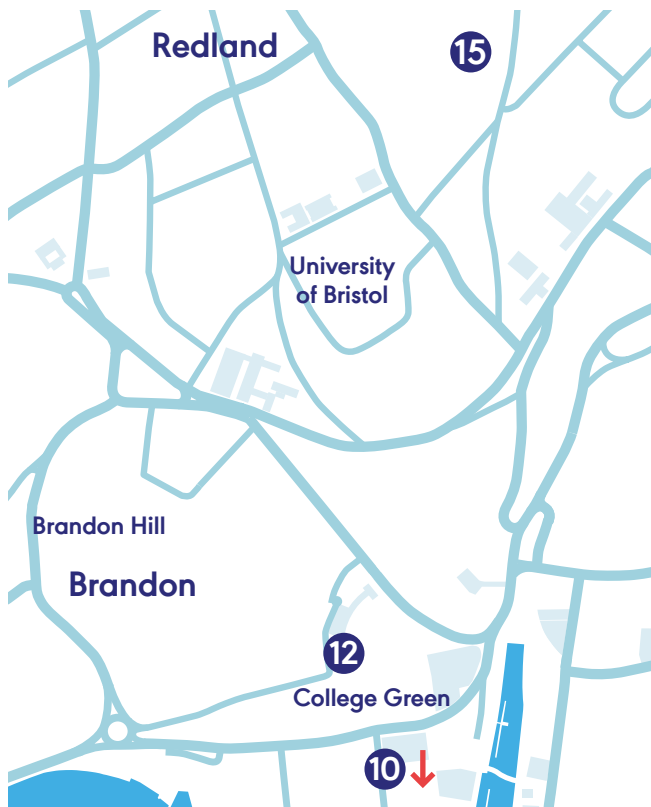 Redland
15
University
of Bristol
Brandon Hill
Brandon
12
College Green
10